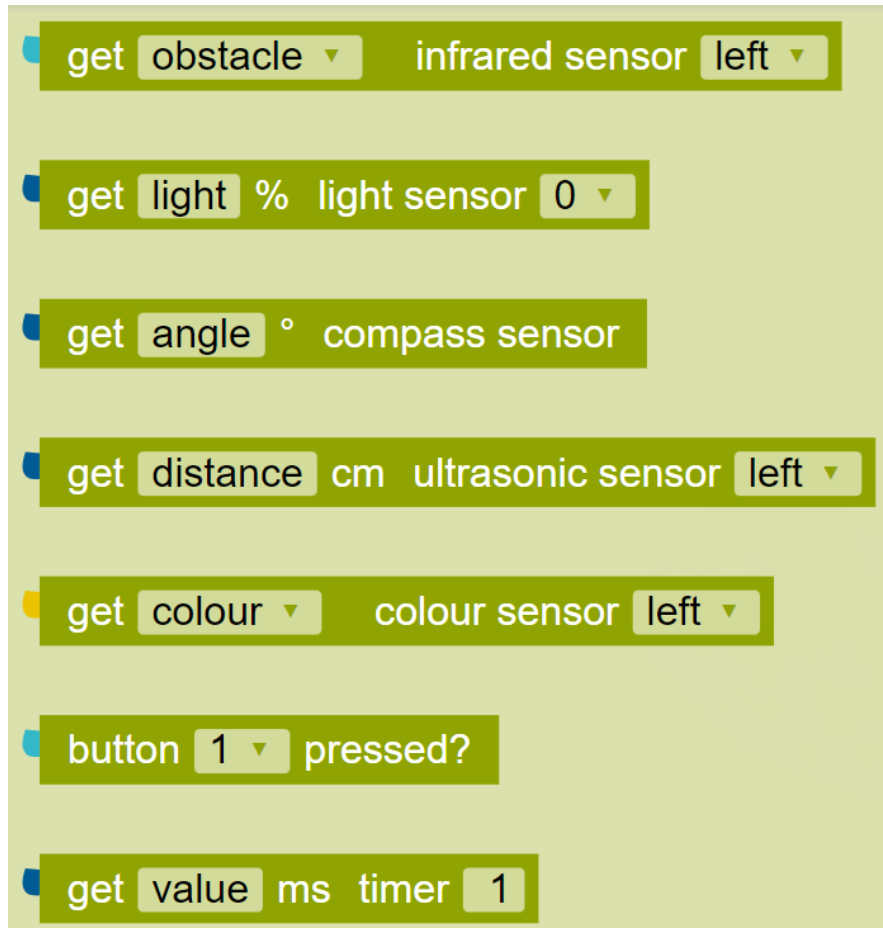 get obstacle infrared sensor left
get light % light sensor 0
get angle ° compass sensor
get distance cm ultrasonic sensor left
get colour colour sensor left
button 1 pressed?
get value ms timer 1